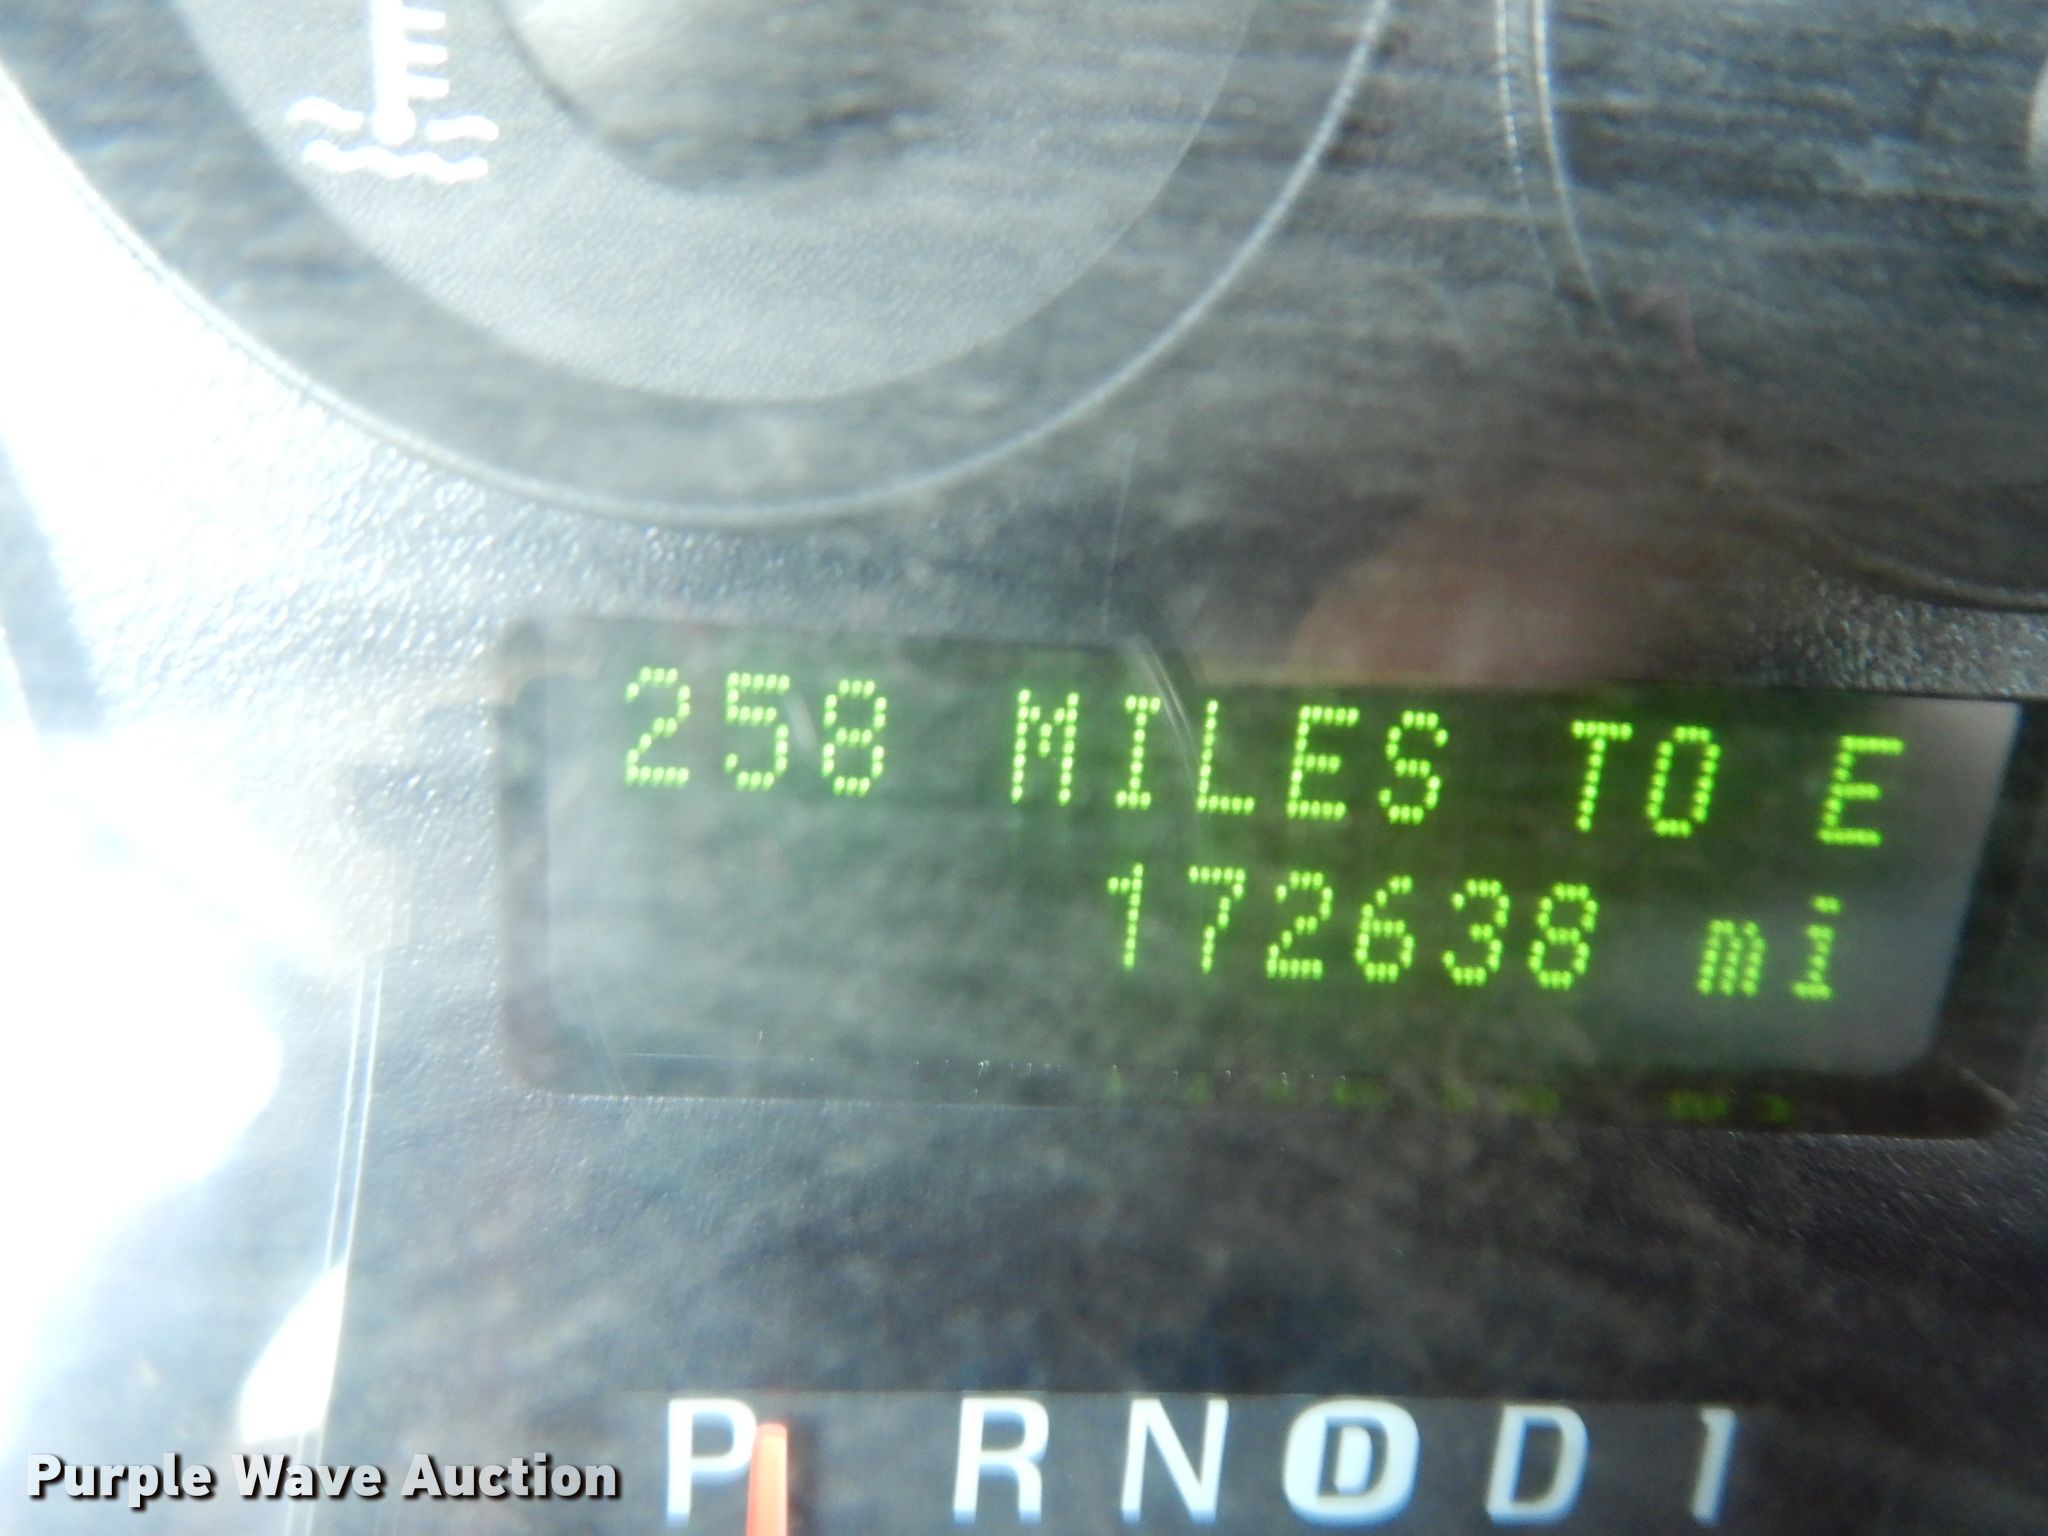 258 MILES TO E
172638 mi
P R N D D 1
Purple Wave Auction